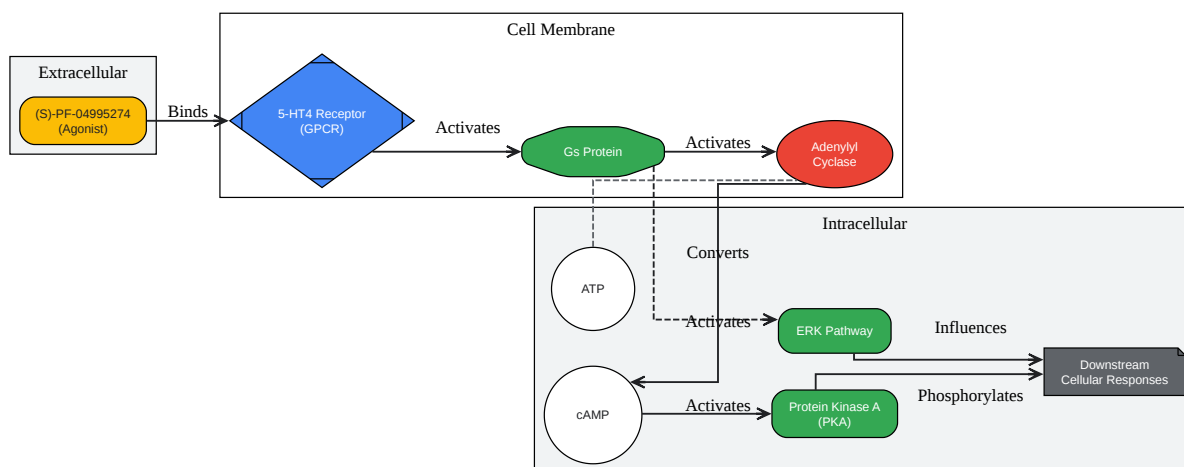 Cell Membrane
Extracellular
(S)-PF-04995274
(Agonist)
Binds
5-HT4 Receptor
(GPCR)
Activates
Gs Protein
Activates
Adenylyl
Cyclase
Intracellular
Converts
ATP
Activates
ERK Pathway
Influences
Downstream
Cellular Responses
cAMP
Activates
Protein Kinase A
(PKA)
Phosphorylates